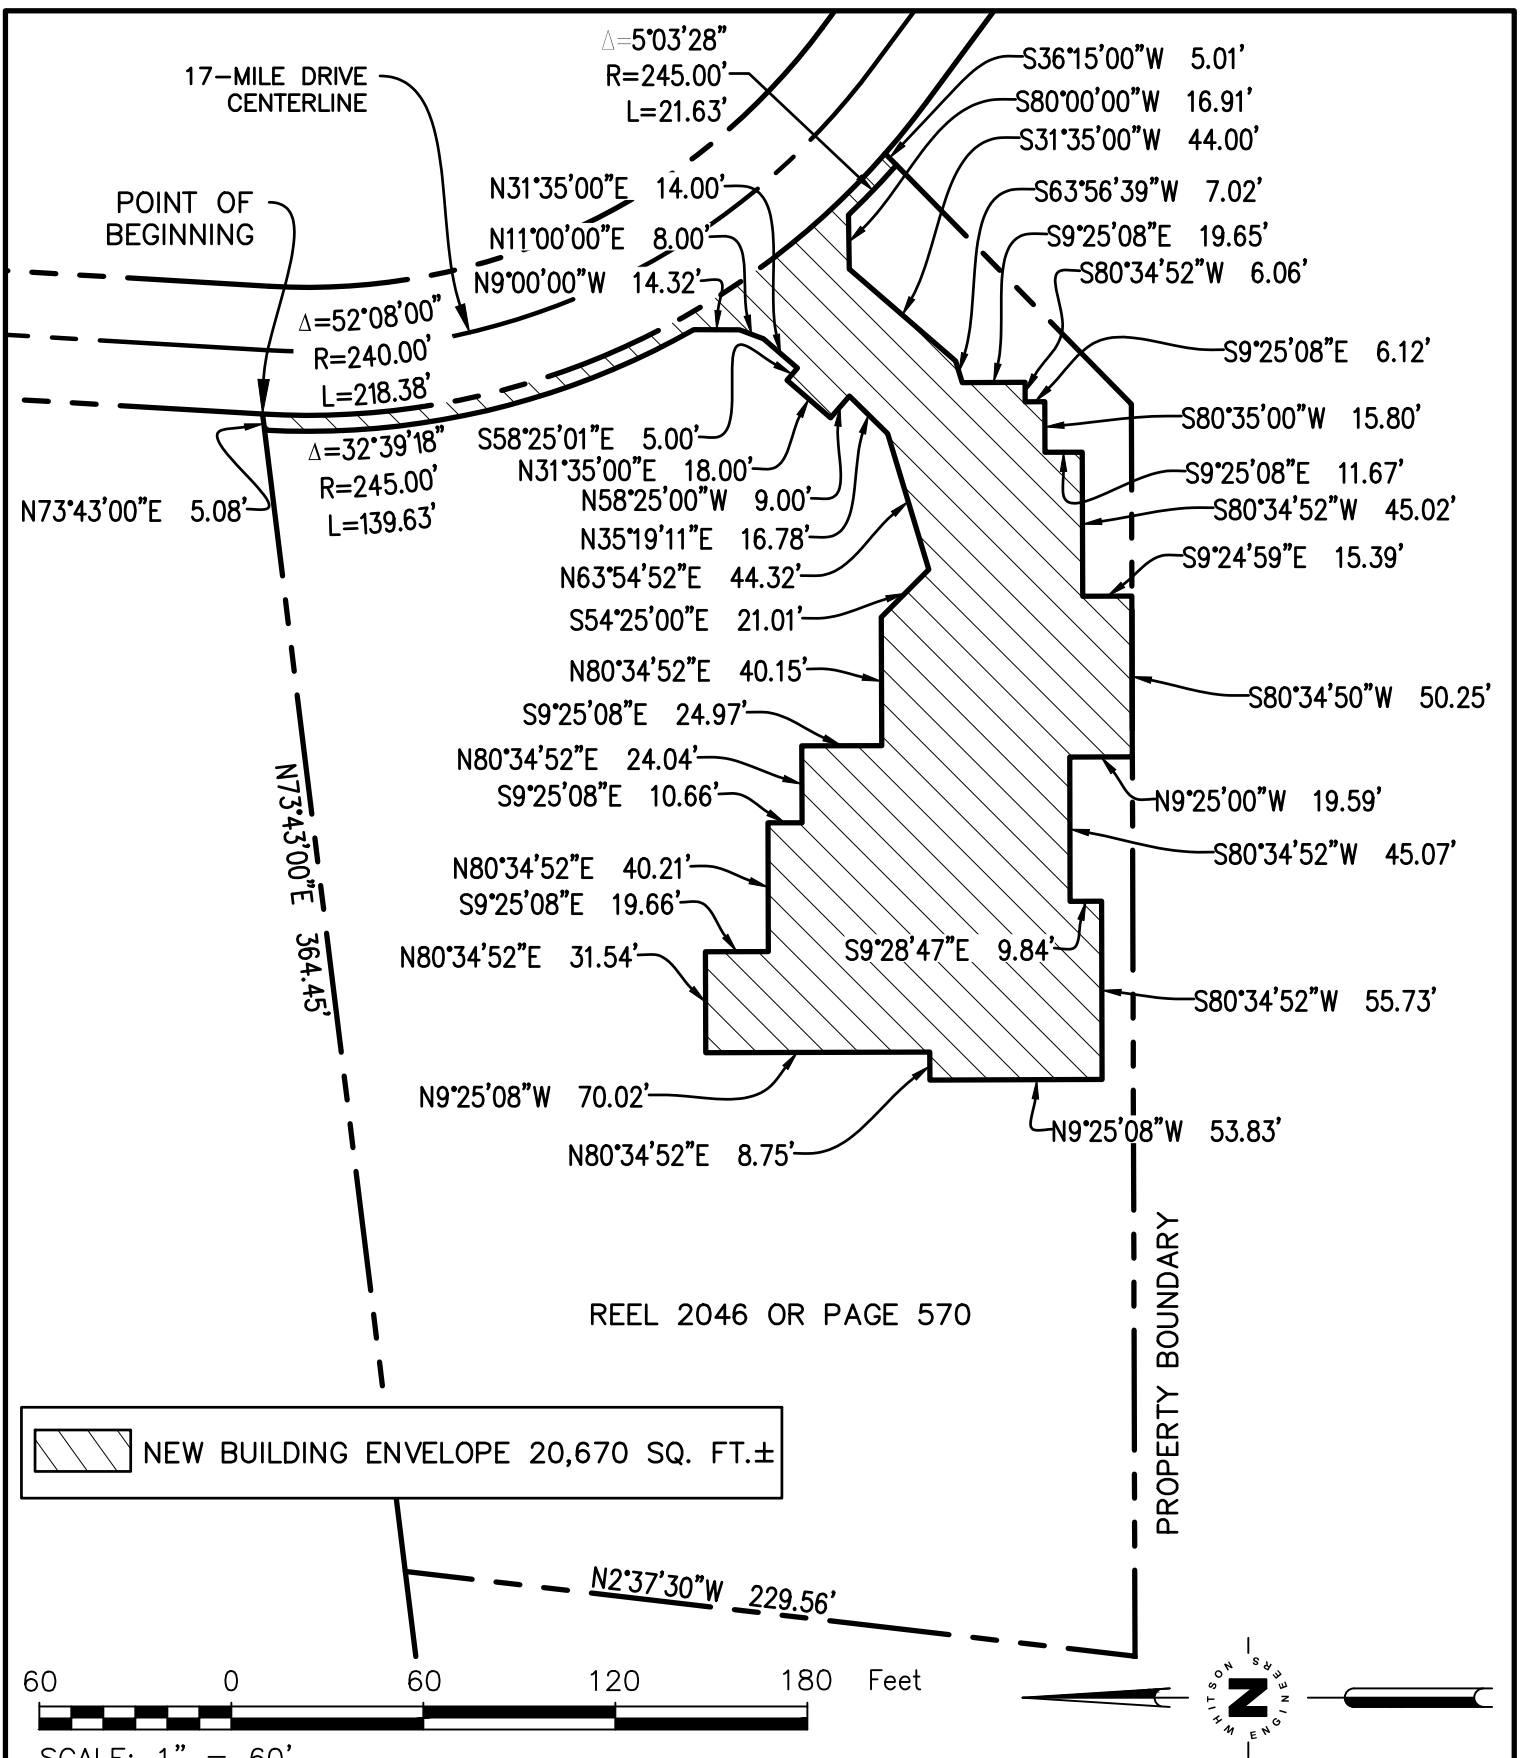 Δ=5°03'28"
R=245.00'
L=21.63'
17-MILE DRIVE
CENTERLINE
POINT OF
BEGINNING
S36°15'00"W 5.01'
S80°00'00"W 16.91'
S31°35'00"W 44.00'
S63°56'39"W 7.02'
S9°25'08"E 19.65'
S80°34'52"W 6.06'
S9°25'08"E 6.12'
S80°35'00"W 15.80'
S9°25'08"E 11.67'
S80°34'52"W 45.02'
S9°24'59"E 15.39'
S80°34'50"W 50.25'
N9°25'00"W 19.59'
S80°34'52"W 45.07'
S9°28'47"E 9.84'
S80°34'52"W 55.73'
N9°25'08"W 53.83'
N31°35'00"E 14.00'
N11°00'00"E 8.00'
N9°00'00"W 14.32'
Δ=52°08'00"
R=240.00'
L=218.38'
Δ=32°39'18"
R=245.00'
L=139.63'
N73°43'00"E 5.08'
S58°25'01"E 5.00'
N31°35'00"E 18.00'
N58°25'00"W 9.00'
N35°19'11"E 16.78'
N63°54'52"E 44.32'
S54°25'00"E 21.01'
N80°34'52"E 40.15'
S9°25'08"E 24.97'
N80°34'52"E 24.04'
S9°25'08"E 10.66'
N80°34'52"E 40.21'
S9°25'08"E 19.66'
N80°34'52"E 31.54'
N9°25'08"W 70.02'
N80°34'52"E 8.75'
N73°43'00"E 364.45'
REEL 2046 OR PAGE 570
PROPERTY BOUNDARY
NEW BUILDING ENVELOPE 20,670 SQ. FT.±
N2°37'30"W 229.56'
60 0 60 120 180 Feet
SCALE: 1" = 60'
WHITSON ENGINEERS
N